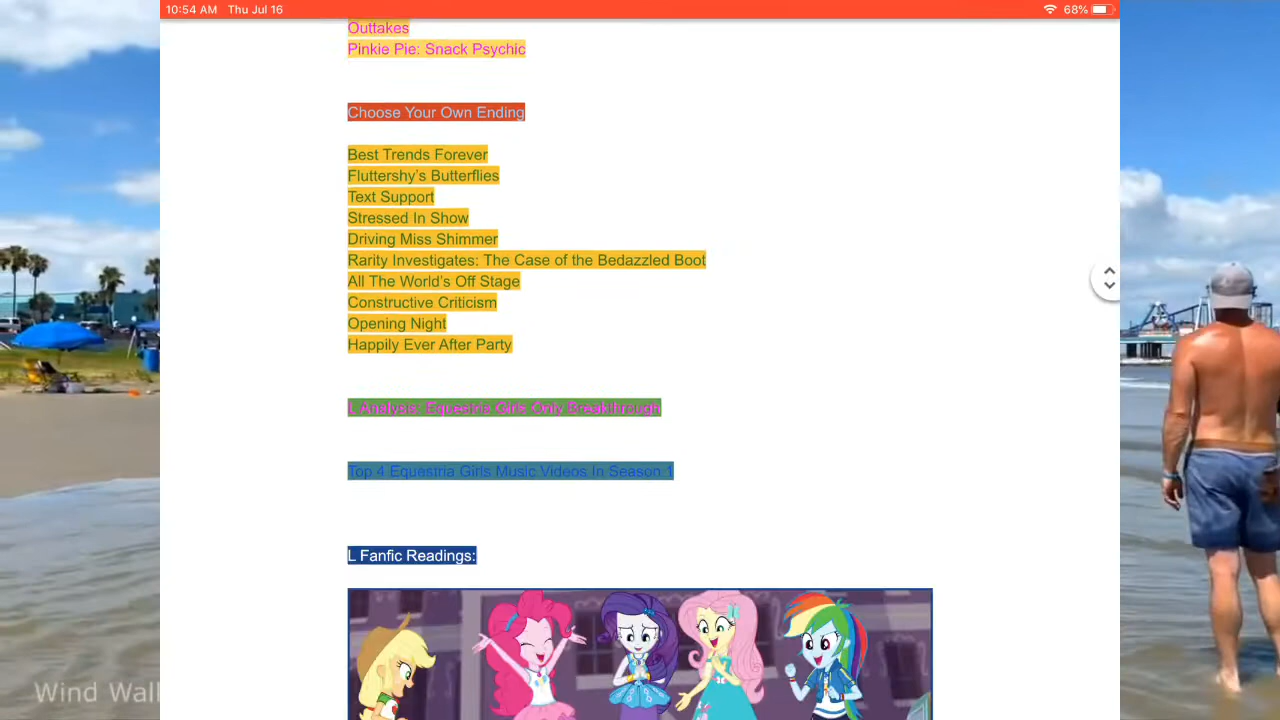 10:54 AM Thu Jul 16 68%
Outtakes
Pinkie Pie: Snack Psychic
Choose Your Own Ending
Best Trends Forever
Fluttershy's Butterflies
Text Support
Stressed In Show
Driving Miss Shimmer
Rarity Investigates: The Case of the Bedazzled Boot
All The World's Off Stage
Constructive Criticism
Opening Night
Happily Ever After Party
L Analysis: Equestria Girls Only Breakthrough
Top 4 Equestria Girls Music Videos In Season 1
L Fanfic Readings:
Wind Wall